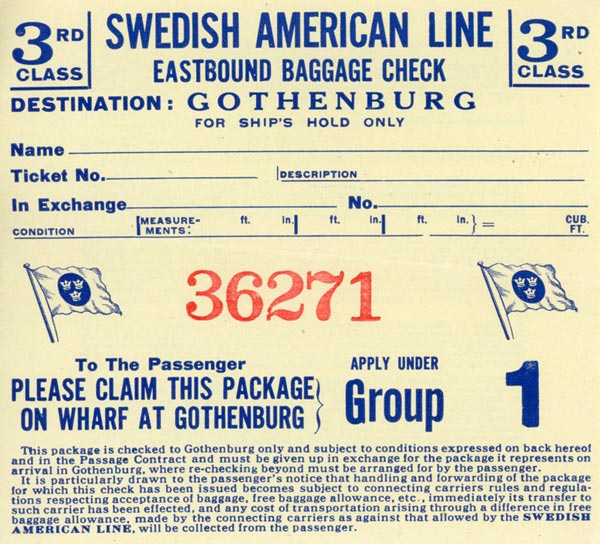 3RD CLASS
SWEDISH AMERICAN LINE
3RD CLASS
EASTBOUND BAGGAGE CHECK
DESTINATION: GOTHENBURG
FOR SHIP'S HOLD ONLY
Name
Ticket No. DESCRIPTION
In Exchange No.
CONDITION [MEASUREMENTS: ft. in. ft. in. ft. in. } = CUB. FT.
36271
To The Passenger
PLEASE CLAIM THIS PACKAGE
ON WHARF AT GOTHENBURG }
APPLY UNDER
Group 1
This package is checked to Gothenburg only and subject to conditions expressed on back hereof
and in the Passage Contract and must be given up in exchange for the package it represents on
arrival in Gothenburg, where re-checking beyond must be arranged for by the passenger.
It is particularly drawn to the passenger's notice that handling and forwarding of the package
for which this check has been issued becomes subject to connecting carriers rules and regula-
tions respecting acceptance of baggage, free baggage allowance, etc., immediately its transfer to
such carrier has been effected, and any cost of transportation arising through a difference in free
baggage allowance, made by the connecting carriers as against that allowed by the SWEDISH
AMERICAN LINE, will be collected from the passenger.